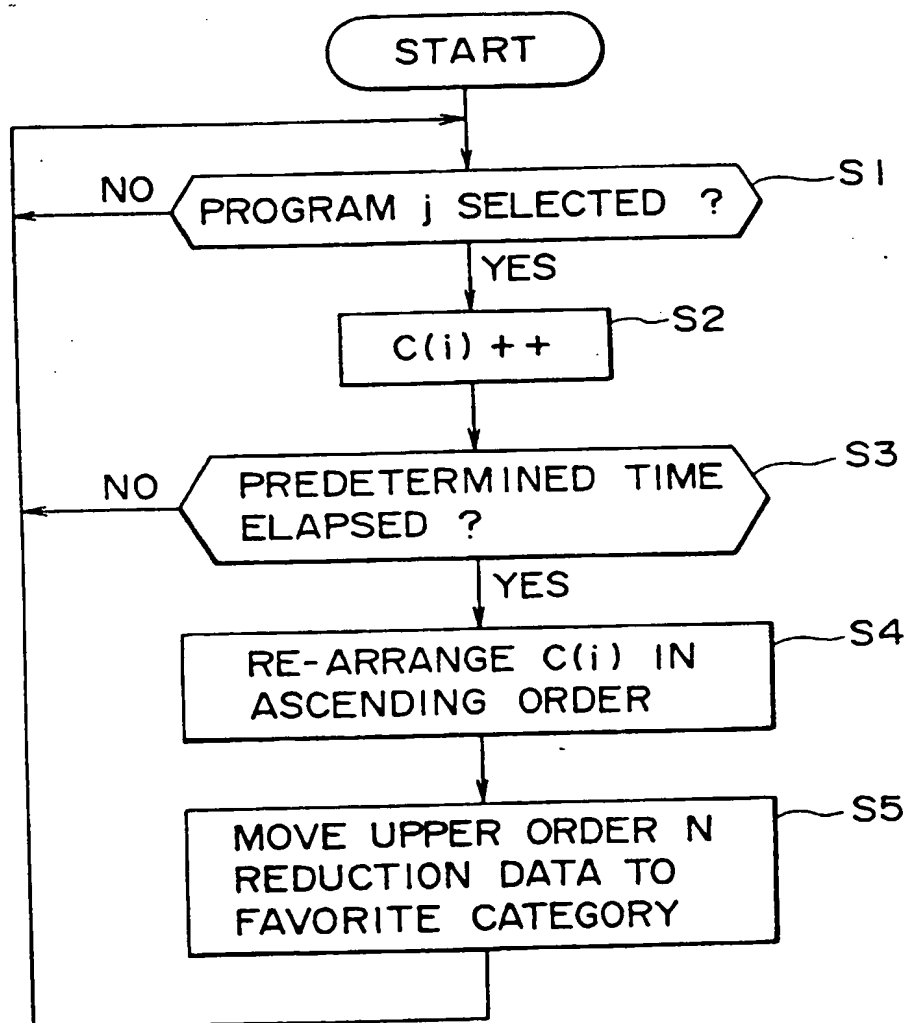 START
NO
PROGRAM j SELECTED ?
S1
YES
C(i) ++
S2
NO
PREDETERMINED TIME
ELAPSED ?
S3
YES
RE-ARRANGE C(i) IN
ASCENDING ORDER
S4
MOVE UPPER ORDER N
REDUCTION DATA TO
FAVORITE CATEGORY
S5